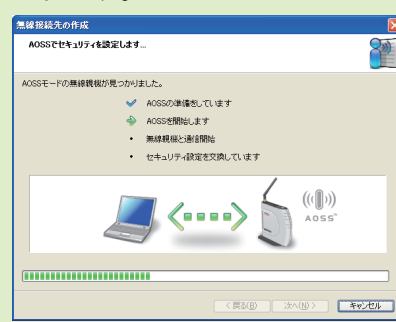 無線接続先の作成
AOSSでセキュリティを設定します...
AOSSモードの無線親機が見つかりました。
AOSSの準備をしています
AOSSを開始します
• 無線親機と通信開始
• セキュリティ設定を交換しています
AOSS™
< 戻る(B) 次へ(N) > キャンセル